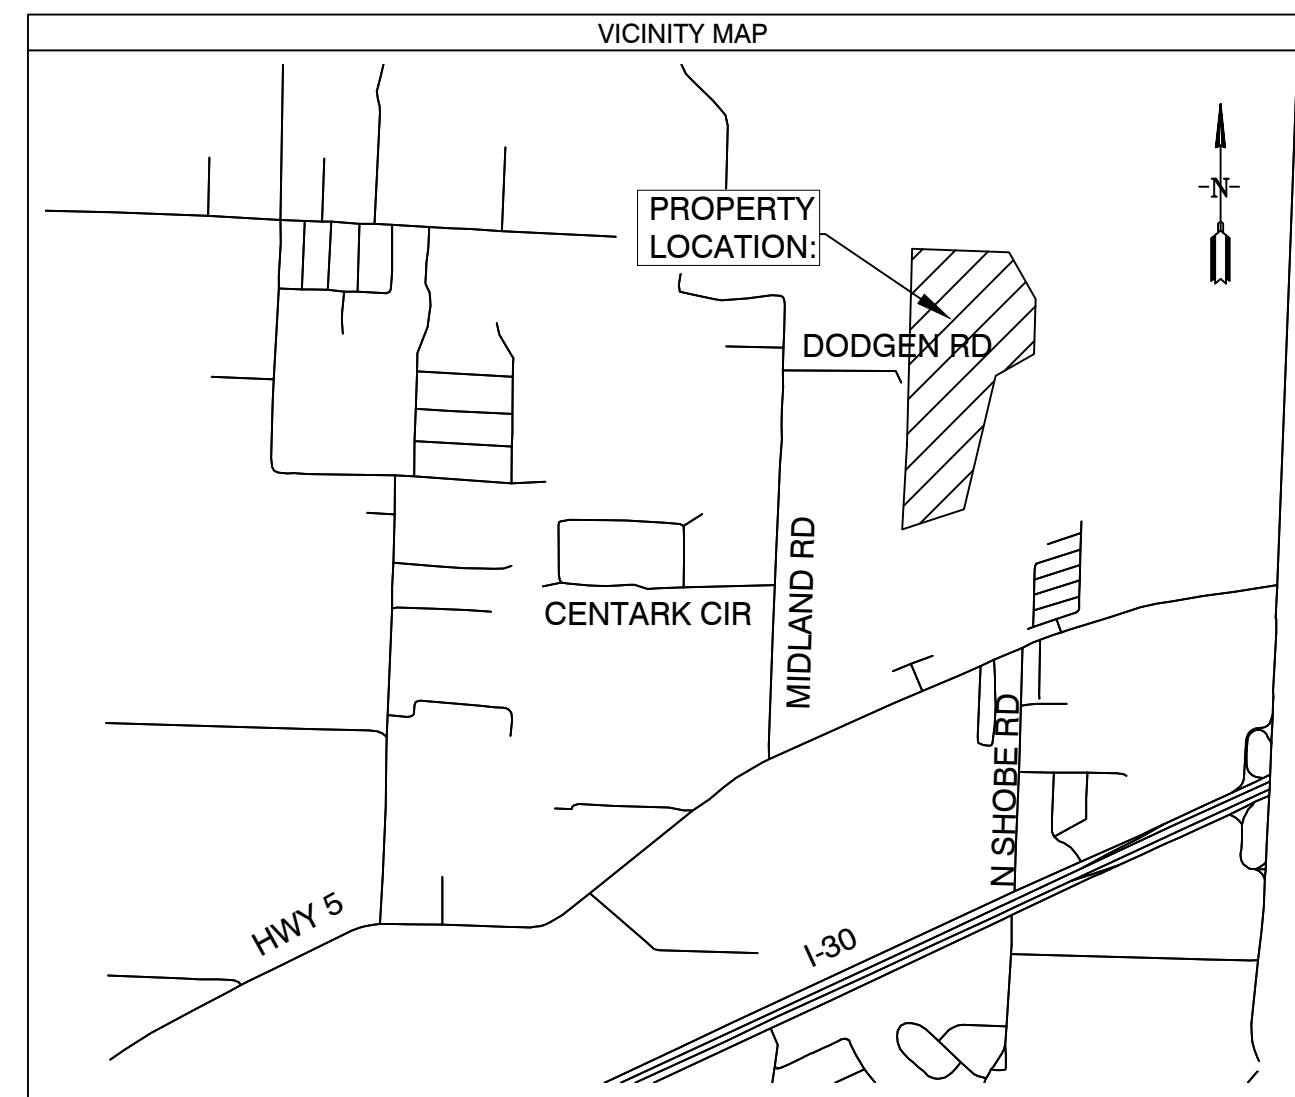 VICINITY MAP
-N-
PROPERTY
LOCATION:
DODGEN RD
MIDLAND RD
CENTARK CIR
N SHOBE RD
HWY 5
I-30